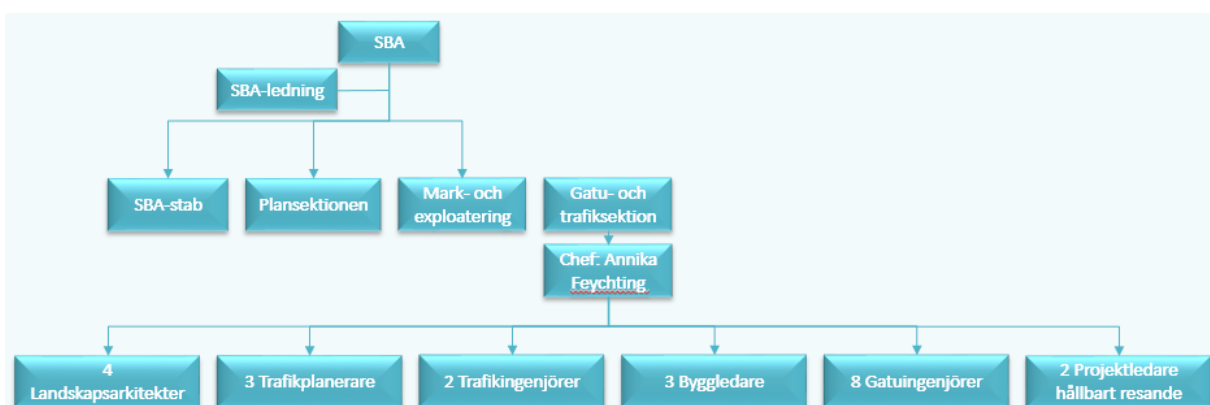 SBA
SBA-ledning
SBA-stab
Plansektionen
Mark- och
exploatering
Gatu- och
trafiksektion
Chef: Annika
Feychting
4
Landskapsarkitekter
3 Trafikplanerare
2 Trafikingenjörer
3 Byggledare
8 Gatuingenjörer
2 Projektledare
hållbart resande